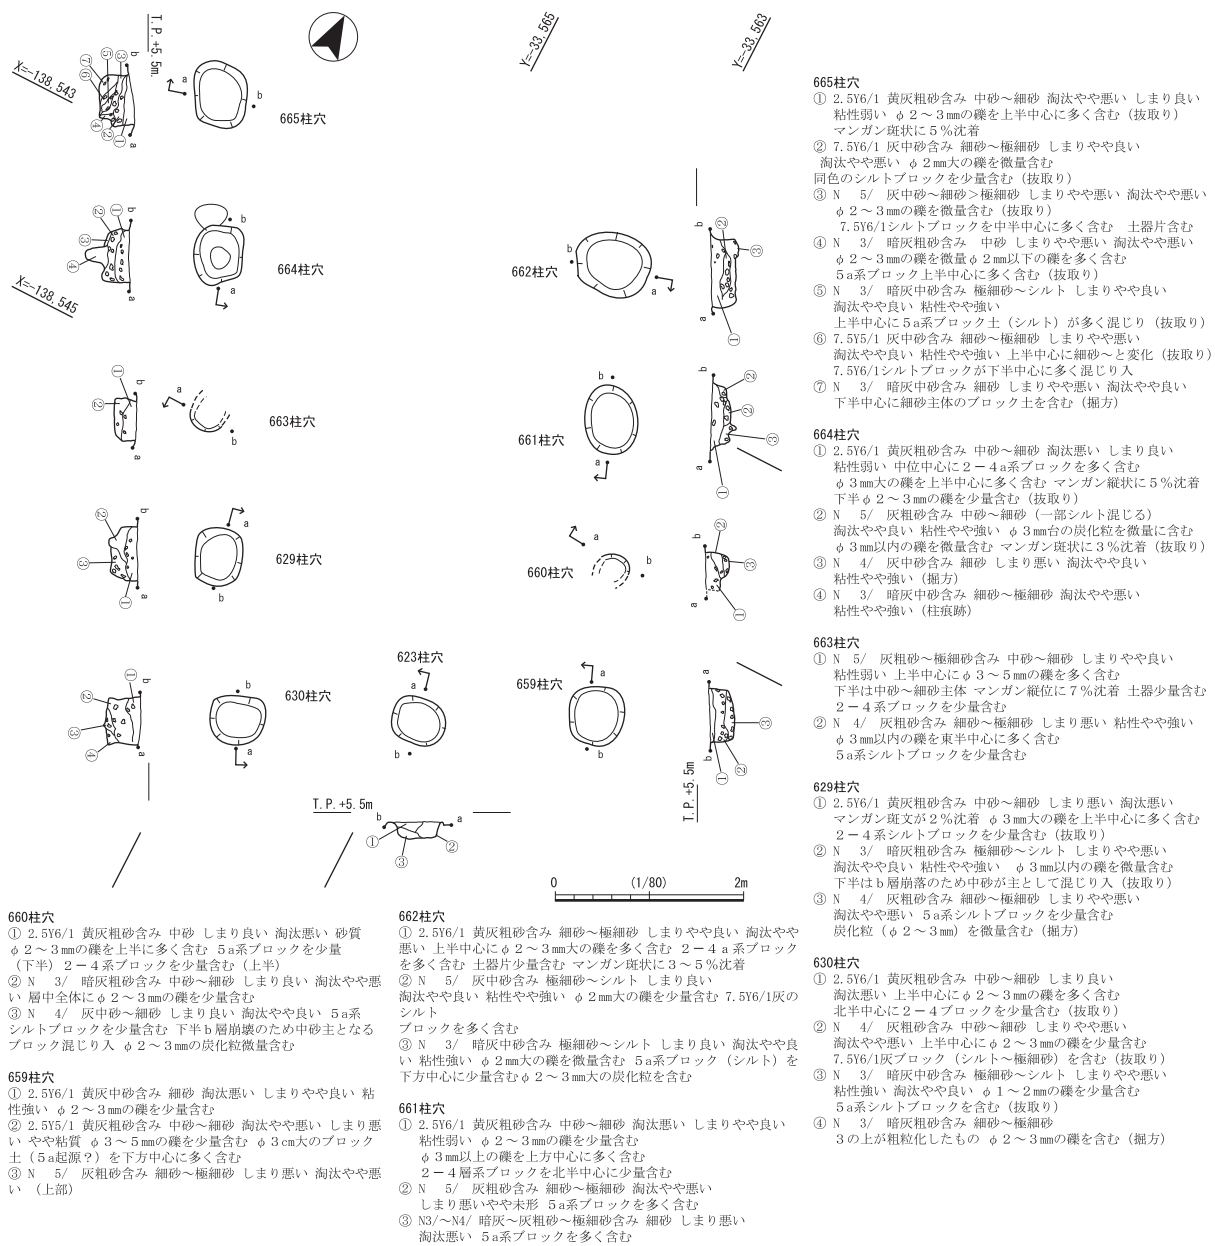 T.P.+5.5m.
Y=-33,565
Y=-33,563
X=-138,543
X=-138,545
665柱穴
664柱穴
663柱穴
629柱穴
630柱穴
623柱穴
662柱穴
661柱穴
660柱穴
659柱穴
T.P.+5.5m
T.P.+5.5m
0 (1/80) 2m
665柱穴
① 2.5Y6/1 黄灰粗砂含み 中砂～細砂 淘汰やや悪い しまり良い
粘性弱い φ２～３㎜の礫を上半中心に多く含む（抜取り）
マンガン斑状に５％沈着
② 7.5Y6/1 灰中砂含み 細砂～極細砂 しまりやや良い
淘汰やや悪い φ２㎜大の礫を微量含む
同色のシルトブロックを少量含む（抜取り）
③ N 5/ 灰中砂～細砂＞極細砂 しまりやや悪い 淘汰やや悪い
φ２～３㎜の礫を微量含む（抜取り）
7.5Y6/1シルトブロックを中半中心に多く含む 土器片含む
④ N 3/ 暗灰粗砂含み 中砂 しまりやや悪い 淘汰やや悪い
φ２～３㎜の礫を微量φ２㎜以下の礫を多く含む
５a系ブロック上半中心に多く含む（抜取り）
⑤ N 3/ 暗灰中砂含み 極細砂～シルト しまりやや良い
淘汰やや良い 粘性やや強い
上半中心に５a系ブロック土（シルト）が多く混じり（抜取り）
⑥ 7.5Y5/1 灰中砂含み 細砂～極細砂 しまりやや悪い
淘汰やや良い 粘性やや強い 上半中心に細砂～と変化（抜取り）
7.5Y6/1シルトブロックが下半中心に多く混じり入
⑦ N 3/ 暗灰中砂含み 細砂 しまりやや悪い 淘汰やや良い
下半中心に細砂主体のブロック土を含む（掘方）
664柱穴
① 2.5Y6/1 黄灰粗砂含み 中砂～細砂 淘汰悪い しまり良い
粘性弱い 中位中心に２－４a系ブロックを多く含む
φ３㎜大の礫を上半中心に多く含む マンガン縦状に５％沈着
下半φ２～３㎜の礫を少量含む（抜取り）
② N 5/ 灰粗砂含み 中砂～細砂（一部シルト混じる）
淘汰やや良い 粘性やや強い φ３㎜台の炭化粒を微量に含む
φ３㎜以内の礫を微量含む マンガン斑状に３％沈着（抜取り）
③ N 4/ 灰中砂含み 細砂 しまり悪い 淘汰やや良い
粘性やや強い（掘方）
④ N 3/ 暗灰中砂含み 細砂～極細砂 淘汰やや悪い
粘性やや強い（柱痕跡）
663柱穴
① N 5/ 灰粗砂～極細砂含み 中砂～細砂 しまりやや良い
粘性弱い 上半中心にφ３～５㎜の礫を多く含む
下半は中砂～細砂主体 マンガン縦位に７％沈着 土器少量含む
２－４系ブロックを少量含む
② N 4/ 灰粗砂含み 細砂～極細砂 しまり悪い 粘性やや強い
φ３㎜以内の礫を東半中心に多く含む
５a系シルトブロックを少量含む
629柱穴
① 2.5Y6/1 黄灰粗砂含み 中砂～細砂 しまり悪い 淘汰悪い
マンガン斑文が２％沈着 φ３㎜大の礫を上半中心に多く含む
２－４系シルトブロックを少量含む（抜取り）
② N 3/ 暗灰粗砂含み 極細砂～シルト しまりやや悪い
淘汰やや良い 粘性やや強い φ３㎜以内の礫を微量含む
下半はｂ層崩落のため中砂が主として混じり入（抜取り）
③ N 4/ 灰粗砂含み 細砂～極細砂 しまりやや悪い
淘汰やや悪い ５a系シルトブロックを少量含む
炭化粒（φ２～３㎜）を微量含む（掘方）
630柱穴
① 2.5Y6/1 黄灰粗砂含み 中砂～細砂 しまり良い
淘汰悪い 上半中心にφ２～３㎜の礫を多く含む
北半中心に２－４ブロックを少量含む（抜取り）
② N 4/ 灰粗砂含み 中砂～細砂 しまりやや悪い
淘汰やや悪い 上半中心にφ２～３㎜の礫を少量含む
7.5Y6/1灰ブロック（シルト～極細砂）を含む（抜取り）
③ N 3/ 暗灰中砂含み 極細砂～シルト しまりやや悪い
粘性強い 淘汰やや良い φ１～２㎜の礫を少量含む
５a系シルトブロックを含む（抜取り）
④ N 3/ 暗灰粗砂含み 細砂～極細砂
３の上が粗粒化したもの φ２～３㎜の礫を含む（掘方）
660柱穴
① 2.5Y6/1 黄灰粗砂含み 中砂 しまり良い 淘汰悪い 砂質
φ２～３㎜の礫を上半に多く含む ５a系ブロックを少量
（下半）２－４系ブロックを少量含む（上半）
② N 3/ 暗灰粗砂含み 中砂～細砂 しまり良い 淘汰やや悪
い 層中全体にφ２～３㎜の礫を少量含む
③ N 4/ 灰中砂～細砂 しまり良い 淘汰やや良い ５a系
シルトブロックを少量含む 下半ｂ層崩壊のため中砂主となる
ブロック混じり入 φ２～３㎜の炭化粒微量含む
659柱穴
① 2.5Y6/1 黄灰中砂含み 細砂 淘汰悪い しまりやや良い 粘
性強い φ２～３㎜の礫を少量含む
② 2.5Y5/1 黄灰粗砂含み 中砂～細砂 淘汰やや悪い しまり悪
い やや粘質 φ３～５㎜の礫を少量含む φ３㎝大のブロック
土（５a起源？）を下方中心に多く含む
③ N 5/ 灰粗砂含み 細砂～極細砂 しまり悪い 淘汰やや悪
い （上部）
662柱穴
① 2.5Y6/1 黄灰粗砂含み 細砂～極細砂 しまりやや良い 淘汰やや
悪い 上半中心にφ２～３㎜大の礫を多く含む ２－４ａ系ブロック
を多く含む 土器片少量含む マンガン斑状に３～５％沈着
② N 5/ 灰中砂含み 極細砂～シルト しまり良い
淘汰やや良い 粘性やや強い φ２㎜大の礫を少量含む 7.5Y6/1灰の
シルト
ブロックを多く含む
③ N 3/ 暗灰中砂含み 極細砂～シルト しまり良い 淘汰やや良
い 粘性強い φ２㎜大の礫を微量含む ５a系ブロック（シルト）を
下方中心に少量含むφ２～３㎜大の炭化粒を含む
661柱穴
① 2.5Y6/1 黄灰粗砂含み 中砂～細砂 淘汰悪い しまりやや良い
粘性弱い φ２～３㎜の礫を少量含む
φ３㎜以上の礫を上方中心に多く含む
２－４層系ブロックを北半中心に少量含む
② N 5/ 灰粗砂含み 細砂～極細砂 淘汰やや悪い
しまり悪いやや未形 ５a系ブロックを多く含む
③ N3/～N4/ 暗灰～灰粗砂～極細砂含み 細砂 しまり悪い
淘汰悪い ５a系ブロックを多く含む